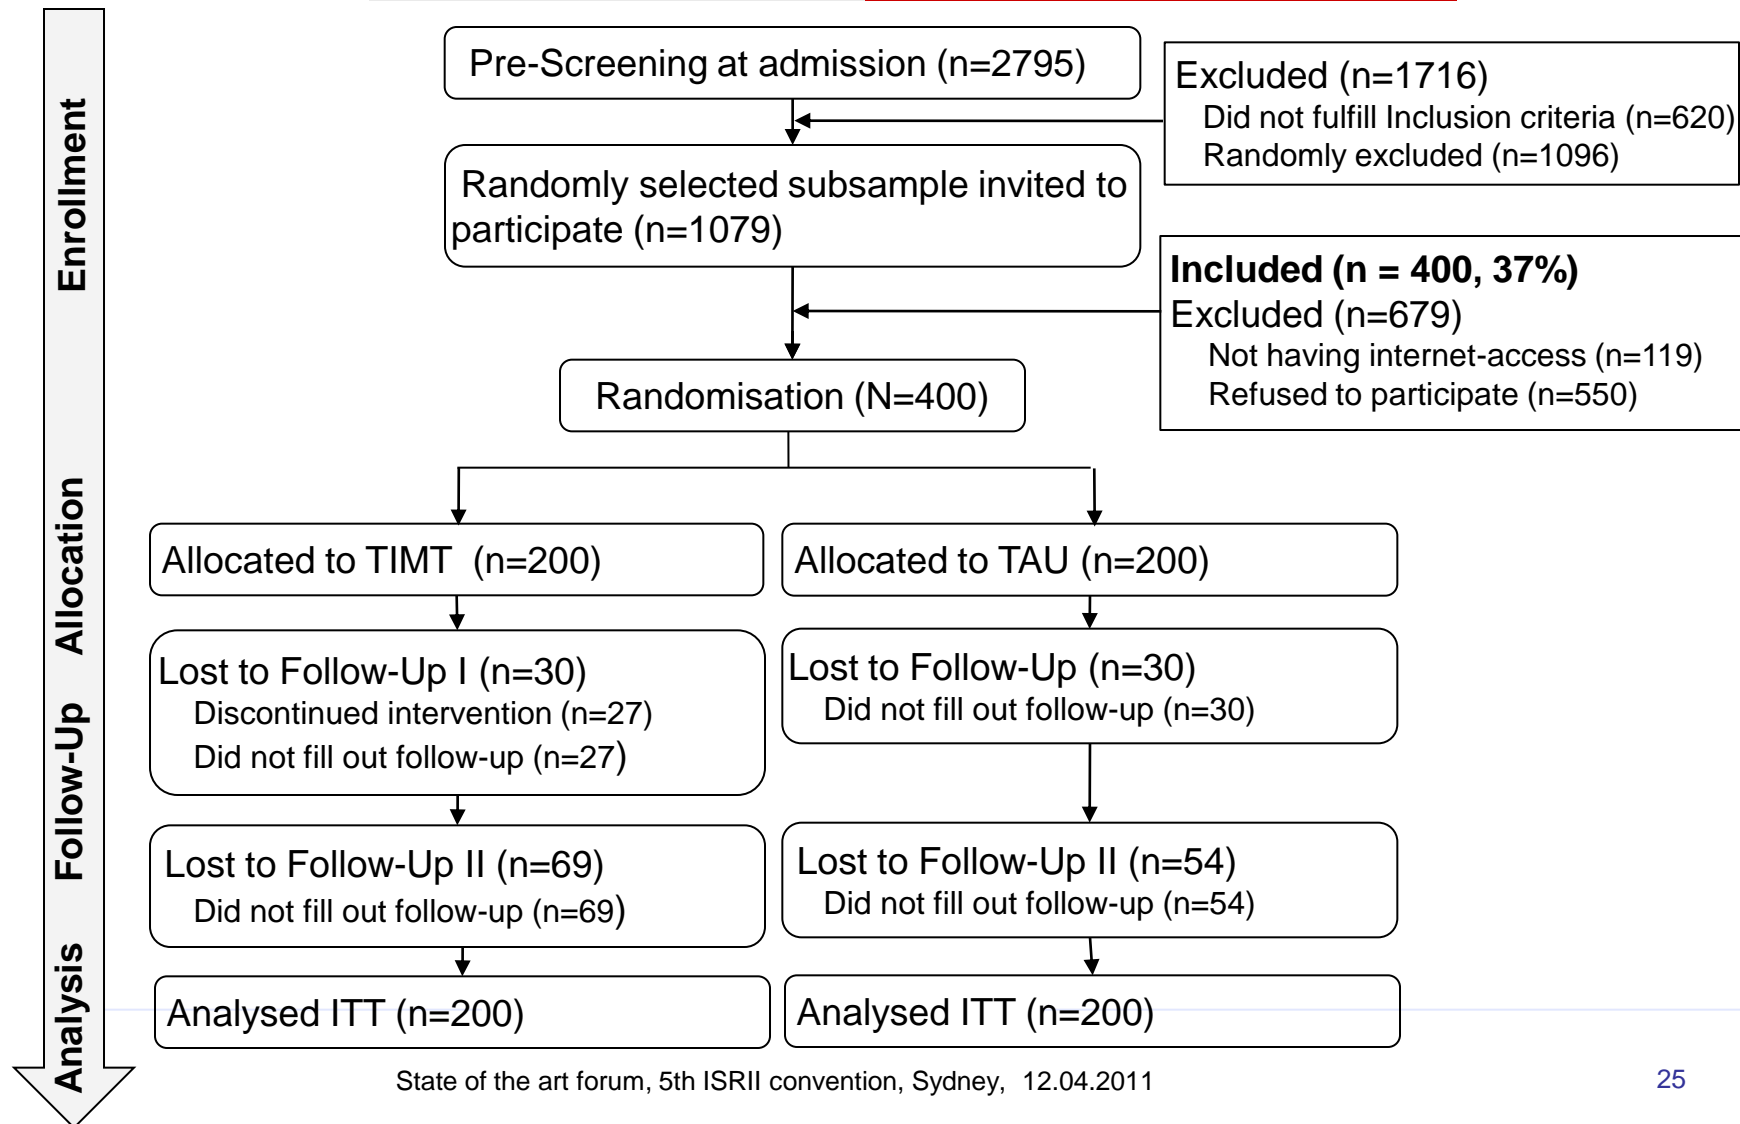 Enrollment
Allocation
Follow-Up
Analysis
Pre-Screening at admission (n=2795)
Excluded (n=1716)
Did not fulfill Inclusion criteria (n=620)
Randomly excluded (n=1096)
Randomly selected subsample invited to
participate (n=1079)
Included (n = 400, 37%)
Excluded (n=679)
Not having internet-access (n=119)
Refused to participate (n=550)
Randomisation (N=400)
Allocated to TIMT (n=200)
Allocated to TAU (n=200)
Lost to Follow-Up I (n=30)
Discontinued intervention (n=27)
Did not fill out follow-up (n=27)
Lost to Follow-Up (n=30)
Did not fill out follow-up (n=30)
Lost to Follow-Up II (n=69)
Did not fill out follow-up (n=69)
Lost to Follow-Up II (n=54)
Did not fill out follow-up (n=54)
Analysed ITT (n=200)
Analysed ITT (n=200)
State of the art forum, 5th ISRII convention, Sydney, 12.04.2011
25